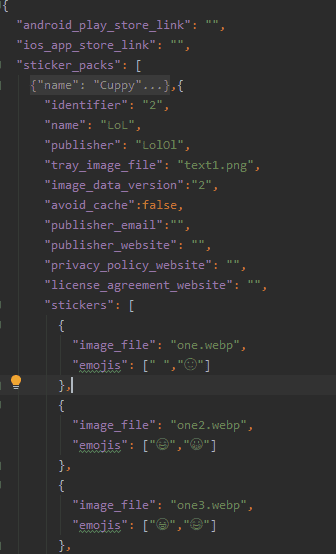 {
"android_play_store_link": "",
"ios_app_store_link": "",
"sticker_packs": [
{"name": "Cuppy"...},{
"identifier": "2",
"name": "LoL",
"publisher": "LolOl",
"tray_image_file": "text1.png",
"image_data_version":"2",
"avoid_cache":false,
"publisher_email":"",
"publisher_website": "",
"privacy_policy_website": "",
"license_agreement_website": "",
"stickers": [
{
"image_file": "one.webp",
"emojis": [" ","🙂"]
},
{
"image_file": "one2.webp",
"emojis": ["😄","😀"]
},
{
"image_file": "one3.webp",
"emojis": ["😄","😄"]
},